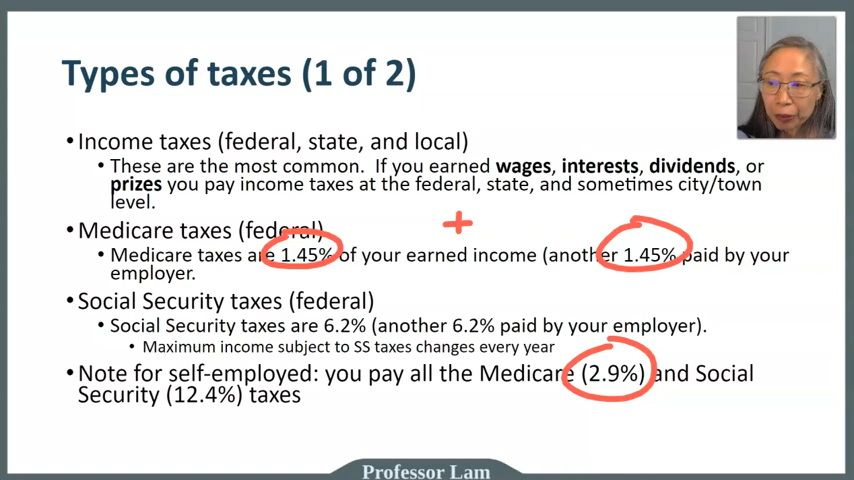 Types of taxes (1 of 2)
•Income taxes (federal, state, and local)
• These are the most common. If you earned wages, interests, dividends, or
prizes you pay income taxes at the federal, state, and sometimes city/town
level.
+
•Medicare taxes (federal)
• Medicare taxes are 1.45% of your earned income (another 1.45% paid by your
employer.
•Social Security taxes (federal)
• Social Security taxes are 6.2% (another 6.2% paid by your employer).
• Maximum income subject to SS taxes changes every year
•Note for self-employed: you pay all the Medicare (2.9%) and Social
Security (12.4%) taxes
Professor Lam